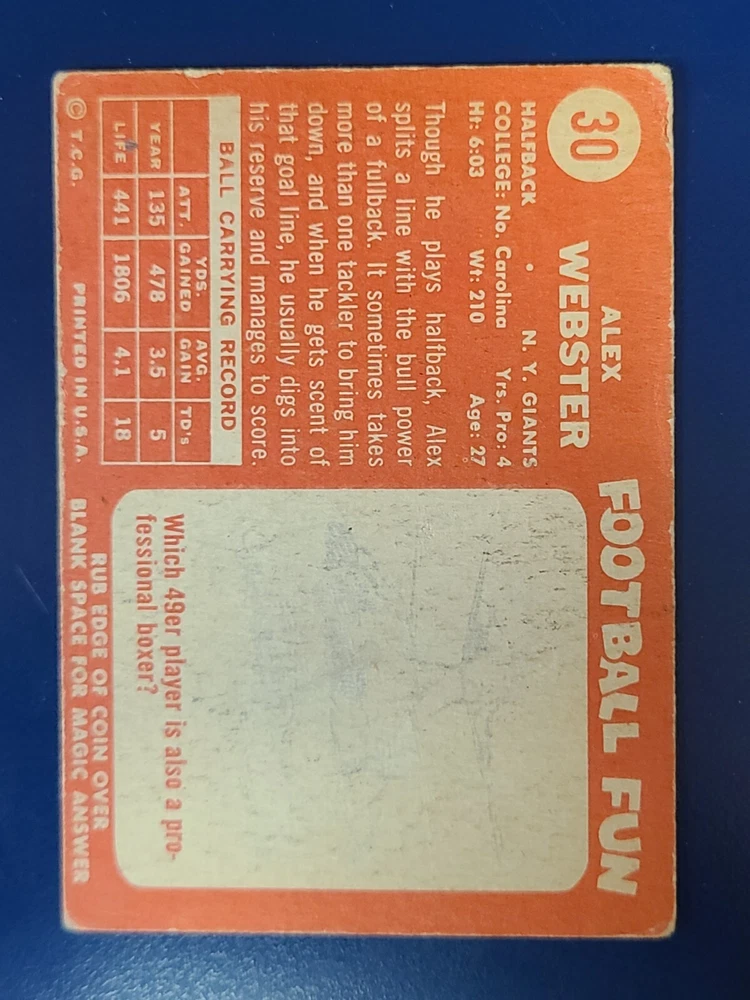 30
ALEX
WEBSTER
HALFBACK • N. Y. GIANTS
COLLEGE: No. Carolina Yrs. Pro: 4
Ht: 6:03 Wt: 210 Age: 27
Though he plays halfback, Alex
splits a line with the bull power
of a fullback. It sometimes takes
more than one tackler to bring him
down, and when he gets scent of
that goal line, he usually digs into
his reserve and manages to score.
BALL CARRYING RECORD
ATT. YDS. GAINED AVG. GAIN TD's
YEAR 135 478 3.5 5
LIFE 441 1806 4.1 18
© T.C.G. PRINTED IN U.S.A.
FOOTBALL FUN
Which 49er player is also a pro-
fessional boxer?
RUB EDGE OF COIN OVER
BLANK SPACE FOR MAGIC ANSWER